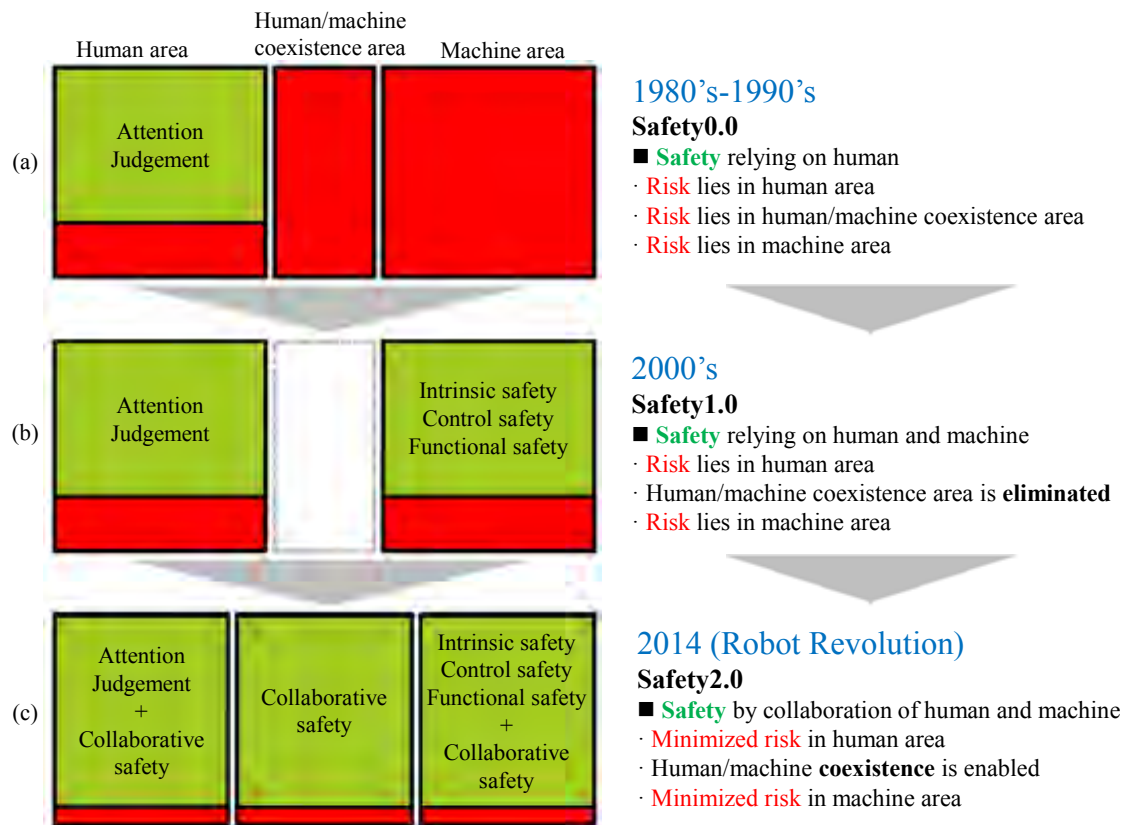 Human area
Human/machine
coexistence area
Machine area
(a)
Attention
Judgement
1980’s-1990’s
Safety0.0
■ Safety relying on human
· Risk lies in human area
· Risk lies in human/machine coexistence area
· Risk lies in machine area
(b)
Attention
Judgement
Intrinsic safety
Control safety
Functional safety
2000’s
Safety1.0
■ Safety relying on human and machine
· Risk lies in human area
· Human/machine coexistence area is eliminated
· Risk lies in machine area
(c)
Attention
Judgement
+
Collaborative
safety
Collaborative
safety
Intrinsic safety
Control safety
Functional safety
+
Collaborative
safety
2014 (Robot Revolution)
Safety2.0
■ Safety by collaboration of human and machine
· Minimized risk in human area
· Human/machine coexistence is enabled
· Minimized risk in machine area